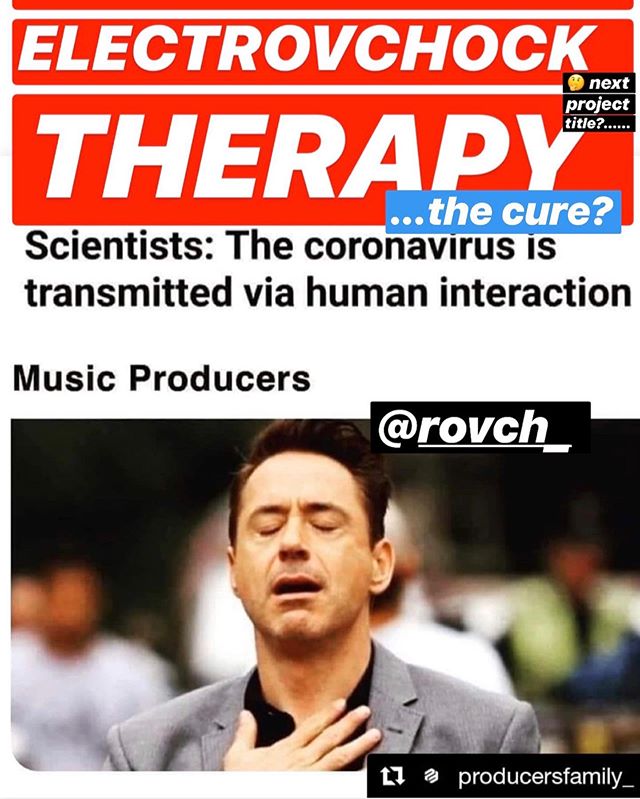 ELECTROVCHOCK
THERAPY
🤔 next
project
title?......
...the cure?
Scientists: The coronavirus is
transmitted via human interaction
Music Producers
@rovch_
producersfamily_